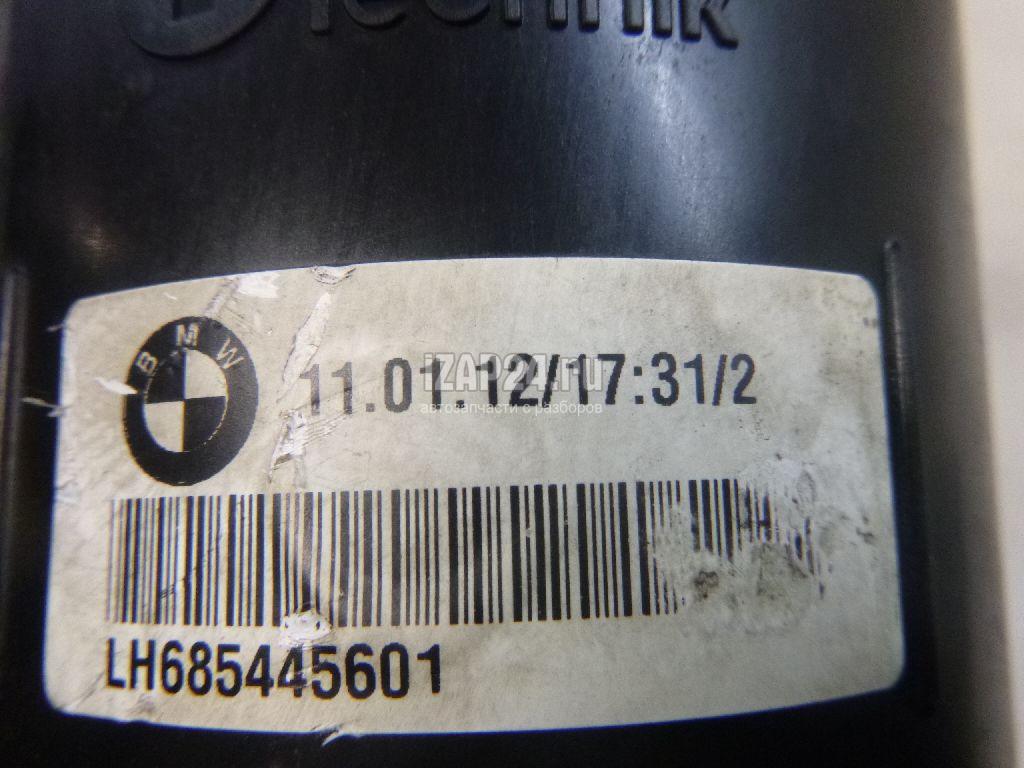 Technik
BMW
11.01.12/17:31/2
iZAP24.ru
автозапчасти с разборов
LH685445601